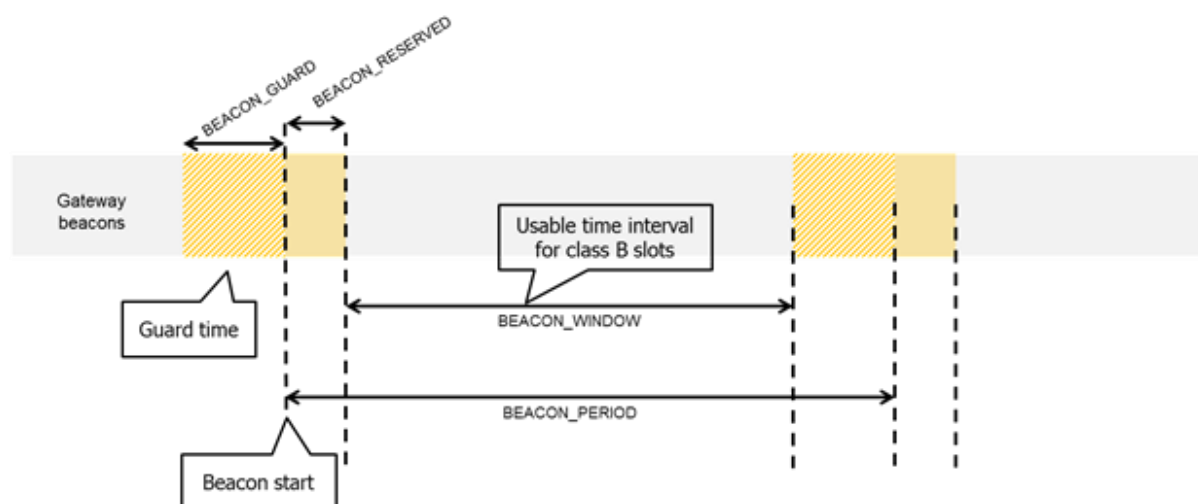 BEACON_GUARD
BEACON_RESERVED
Gateway
beacons
Usable time interval
for class B slots
Guard time
BEACON_WINDOW
BEACON_PERIOD
Beacon start